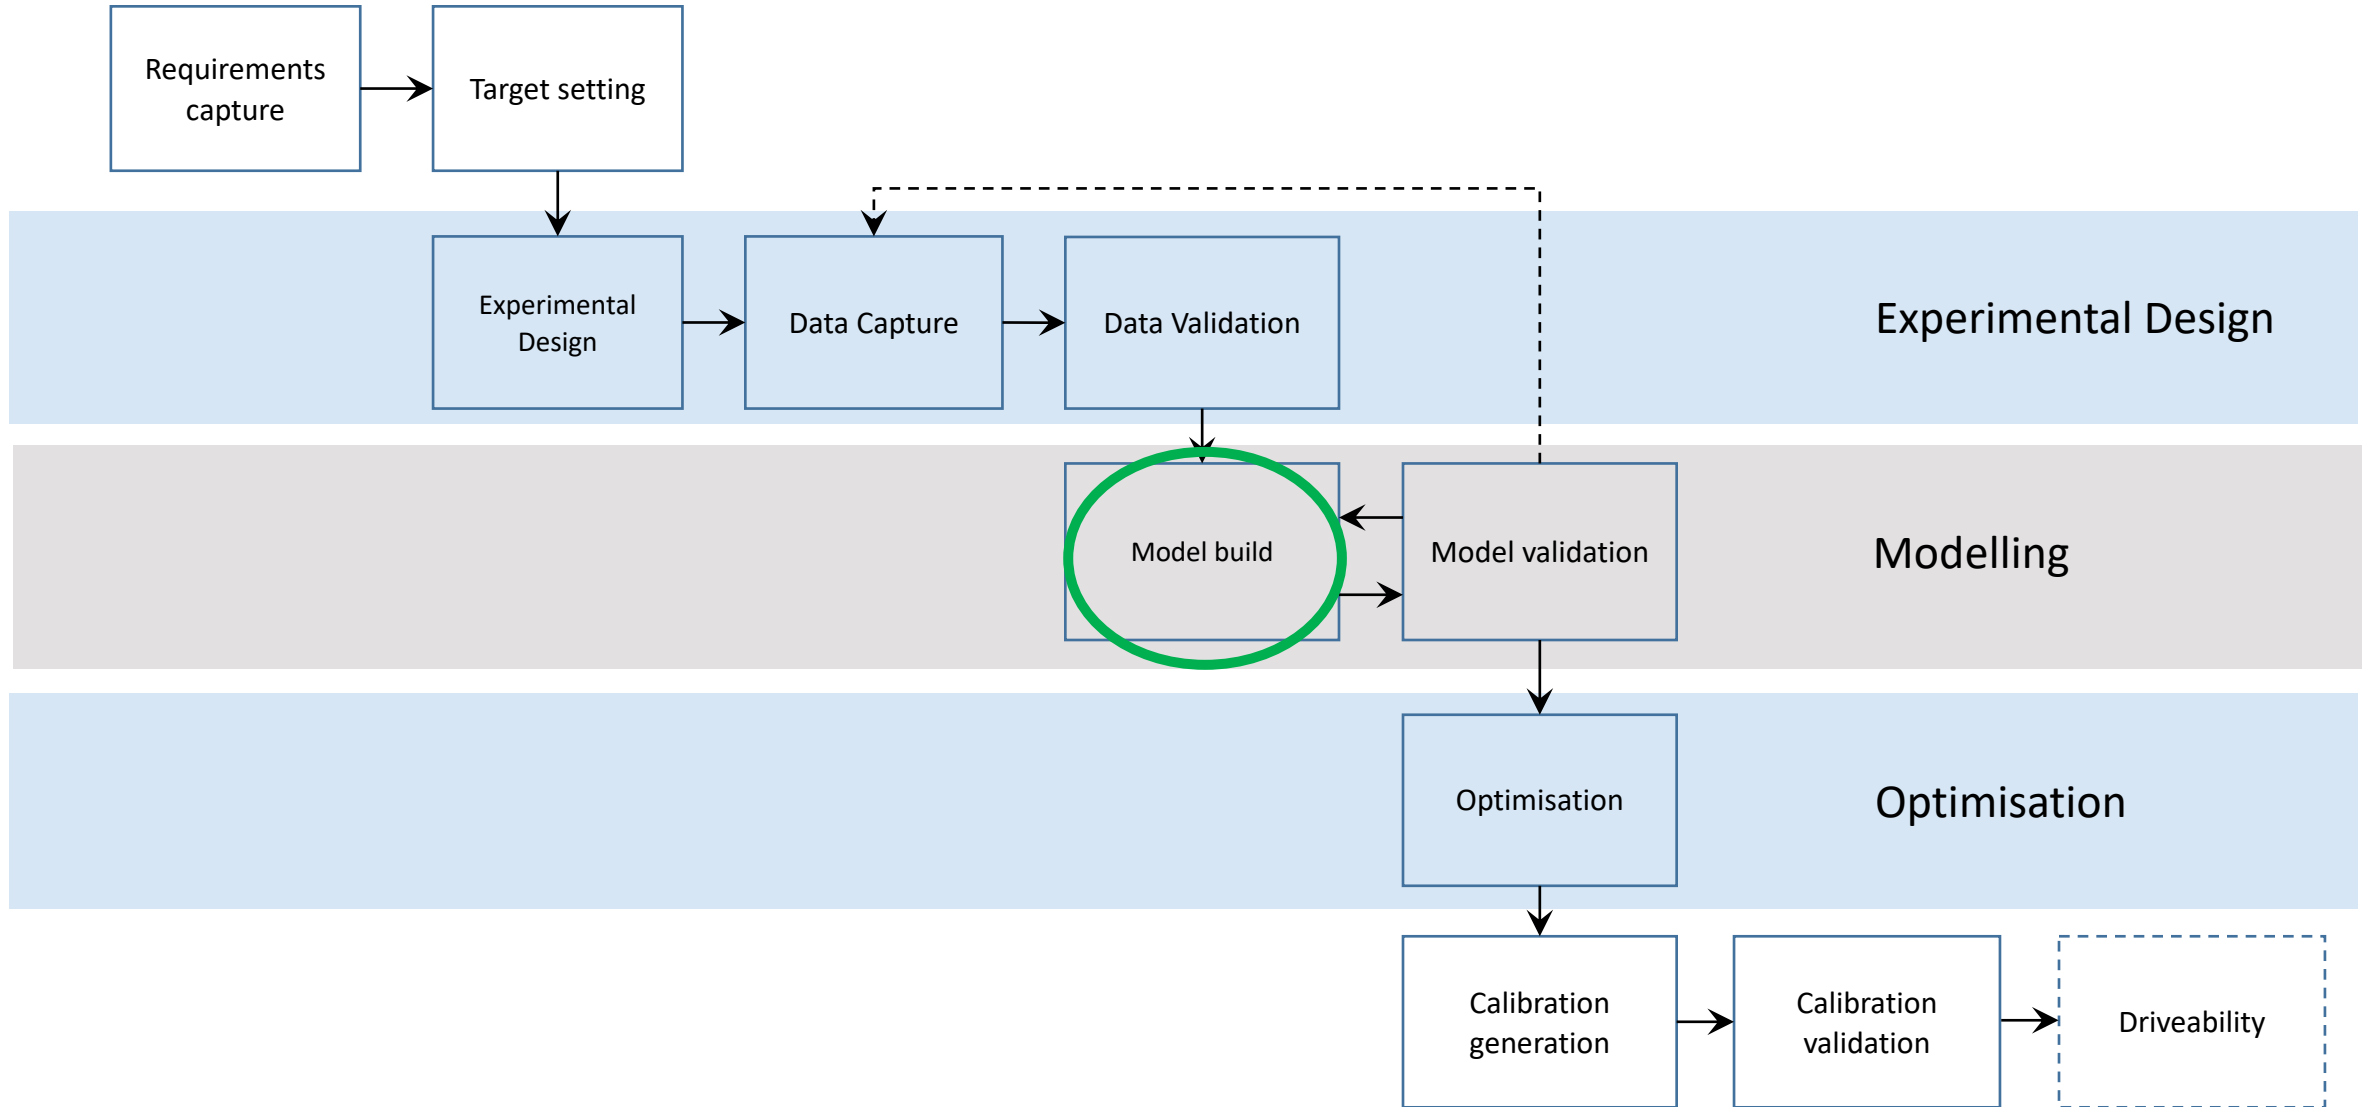 Requirements
capture
Target setting
Experimental
Design
Data Capture
Data Validation
Experimental Design
Model build
Model validation
Modelling
Optimisation
Optimisation
Calibration
generation
Calibration
validation
Driveability